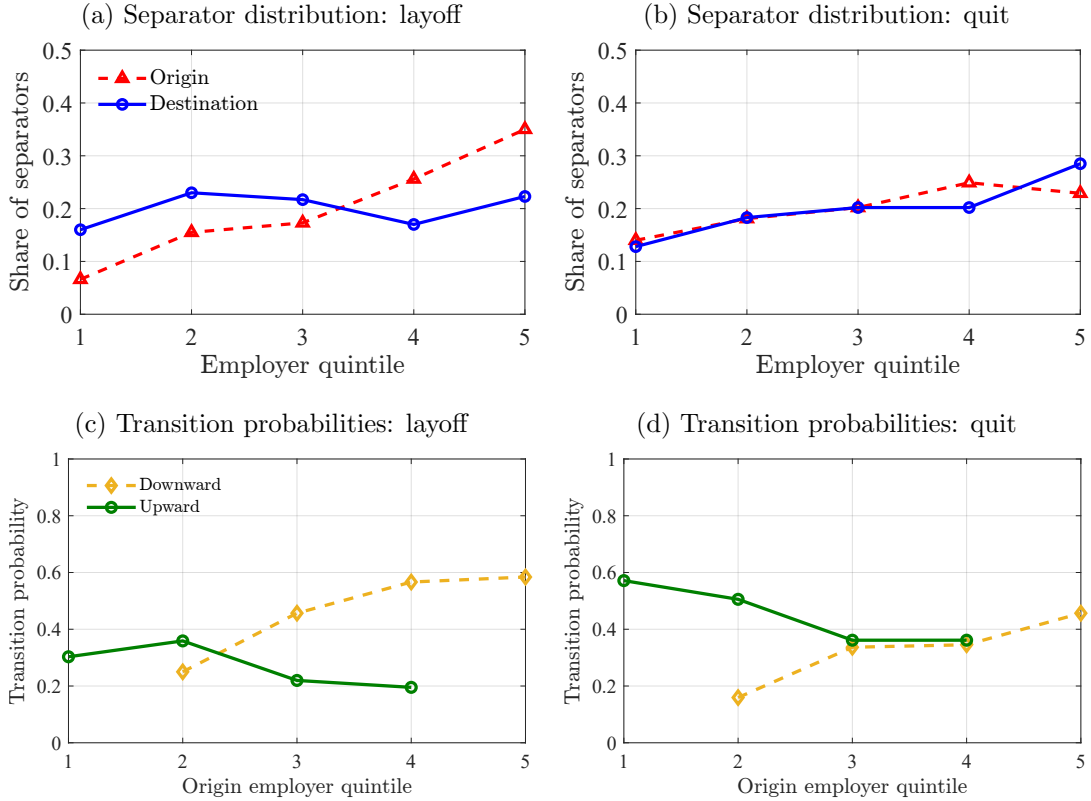 (a) Separator distribution: layoff
0.5
0.4
0.3
0.2
0.1
0
Share of separators
Origin
Destination
1 2 3 4 5
Employer quintile
(b) Separator distribution: quit
0.5
0.4
0.3
0.2
0.1
0
Share of separators
1 2 3 4 5
Employer quintile
(c) Transition probabilities: layoff
1
0.8
0.6
0.4
0.2
0
Transition probability
Downward
Upward
1 2 3 4 5
Origin employer quintile
(d) Transition probabilities: quit
1
0.8
0.6
0.4
0.2
0
Transition probability
1 2 3 4 5
Origin employer quintile